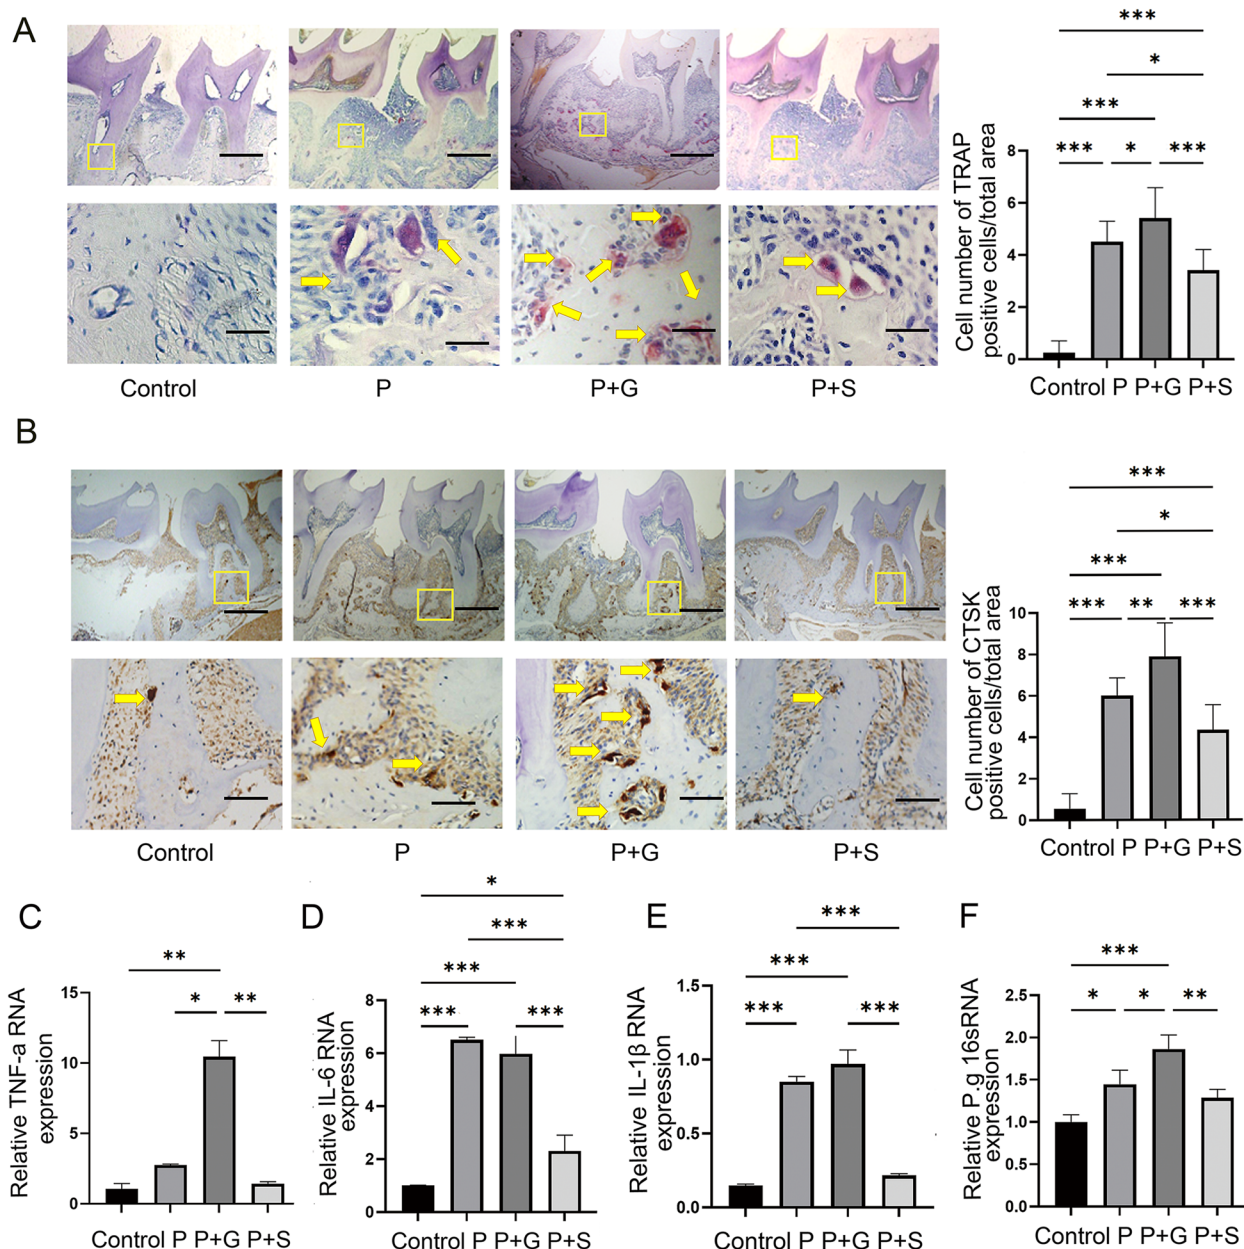 A
***
*
***
*** * ***
Cell number of TRAP
positive cells/total area
8
6
4
2
0
Control P P+G P+S
Control P P+G P+S
B
***
*
***
*** ** ***
Cell number of CTSK
positive cells/total area
10
8
6
4
2
0
Control P P+G P+S
Control P P+G P+S
C
**
* **
Relative TNF-a RNA
expression
15
10
5
0
Control P P+G P+S
D
*
***
***
*** ***
Relative IL-6 RNA
expression
8
6
4
2
0
Control P P+G P+S
E
***
***
*** ***
Relative IL-1β RNA
expression
1.5
1.0
0.5
0.0
Control P P+G P+S
F
***
* * **
Relative P.g 16sRNA
expression
2.5
2.0
1.5
1.0
0.5
0.0
Control P P+G P+S